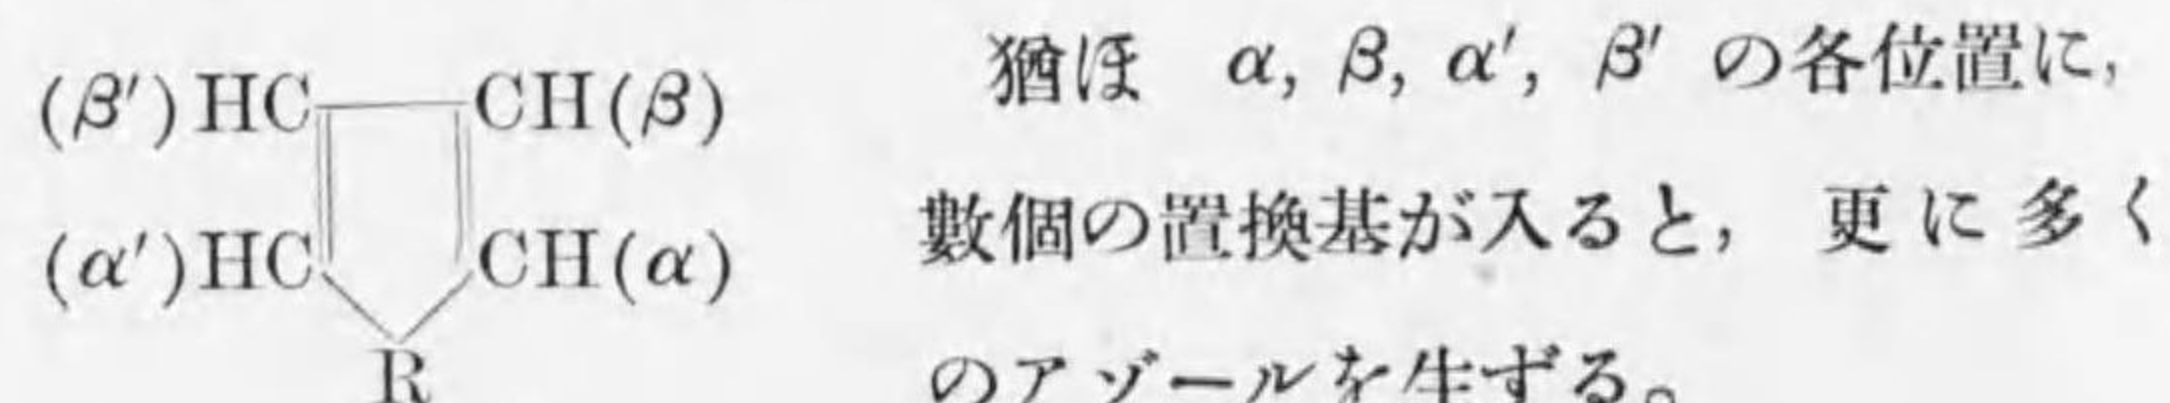 (β′)HC CH(β)
(α′)HC CH(α)
R
猶ほ α, β, α′, β′ の各位置に,
數個の置換基が入ると, 更に多く
のアゾールを生ずる。